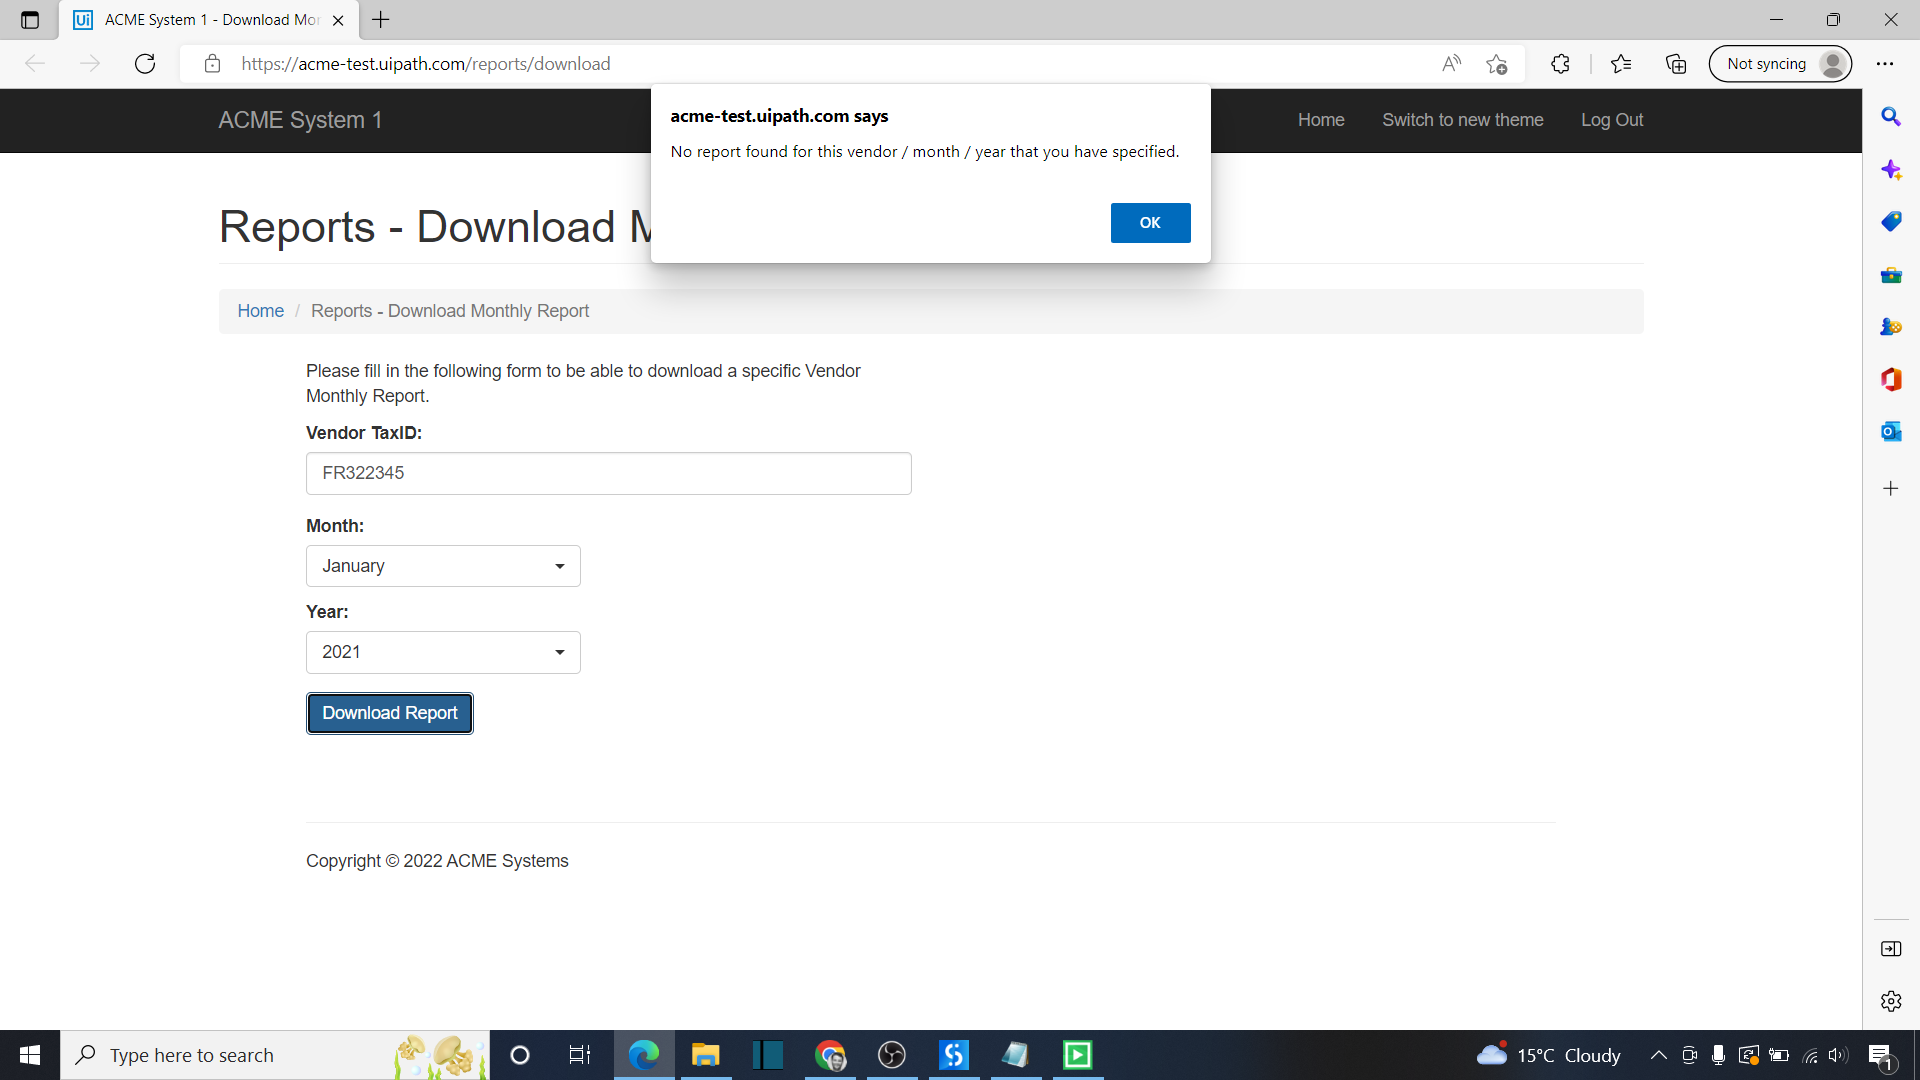 Ui
ACME System 1 - Download Mon
https://acme-test.uipath.com/reports/download
Not syncing
ACME System 1
Home
Switch to new theme
Log Out
acme-test.uipath.com says
No report found for this vendor / month / year that you have specified.
OK
Reports - Download M
Home / Reports - Download Monthly Report
Please fill in the following form to be able to download a specific Vendor
Monthly Report.
Vendor TaxID:
FR322345
Month:
January
Year:
2021
Download Report
Copyright © 2022 ACME Systems
Type here to search
15°C Cloudy
1